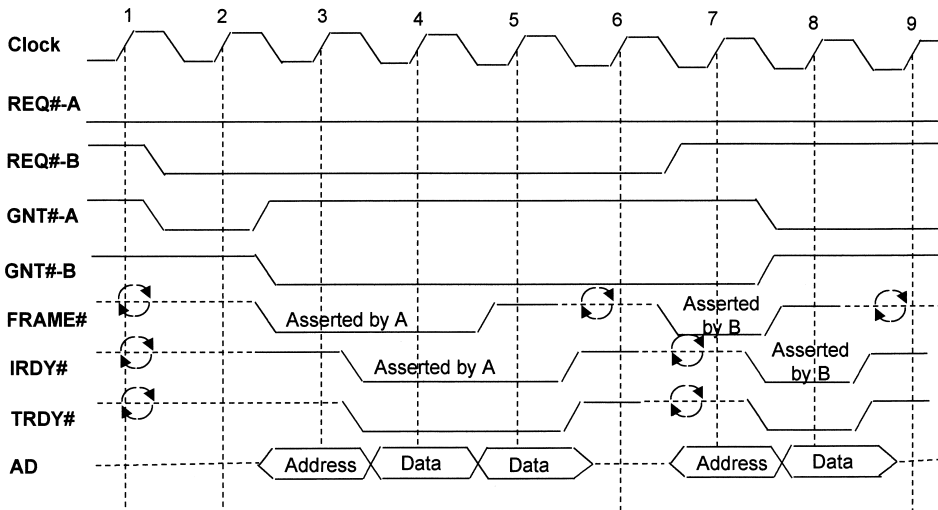 1 2 3 4 5 6 7 8 9
Clock
REQ#-A
REQ#-B
GNT#-A
GNT#-B
FRAME# Asserted by A Asserted
by B
IRDY# Asserted by A Asserted
by B
TRDY#
AD Address Data Data Address Data